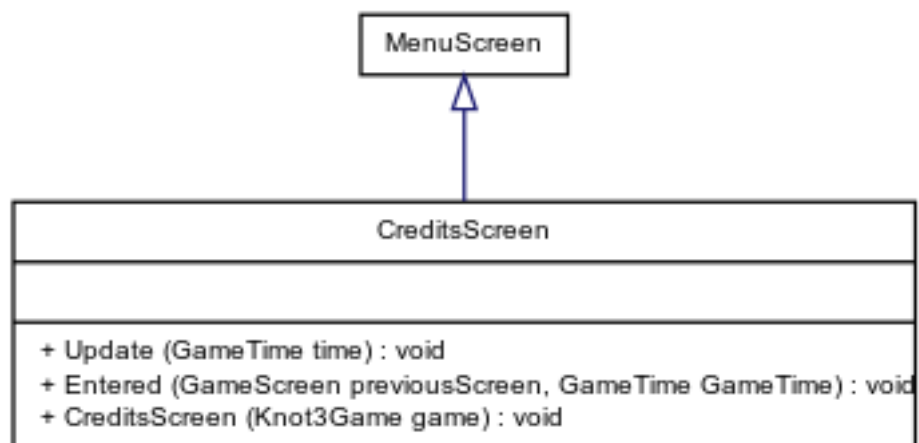 MenuScreen
CreditsScreen
+ Update (GameTime time) : void
+ Entered (GameScreen previousScreen, GameTime GameTime) : void
+ CreditsScreen (Knot3Game game) : void